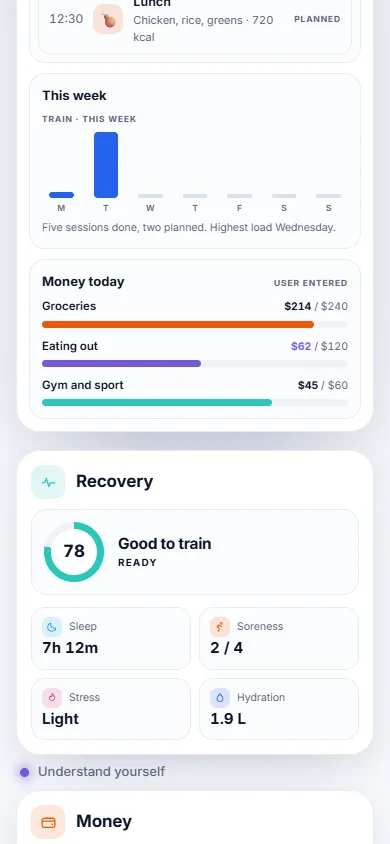 Lunch
12:30
Chicken, rice, greens · 720
kcal
PLANNED
This week
TRAIN · THIS WEEK
M T W T F S S
Five sessions done, two planned. Highest load Wednesday.
Money today
USER ENTERED
Groceries
$214 / $240
Eating out
$62 / $120
Gym and sport
$45 / $60
Recovery
78
Good to train
READY
Sleep
7h 12m
Soreness
2 / 4
Stress
Light
Hydration
1.9 L
Understand yourself
Money